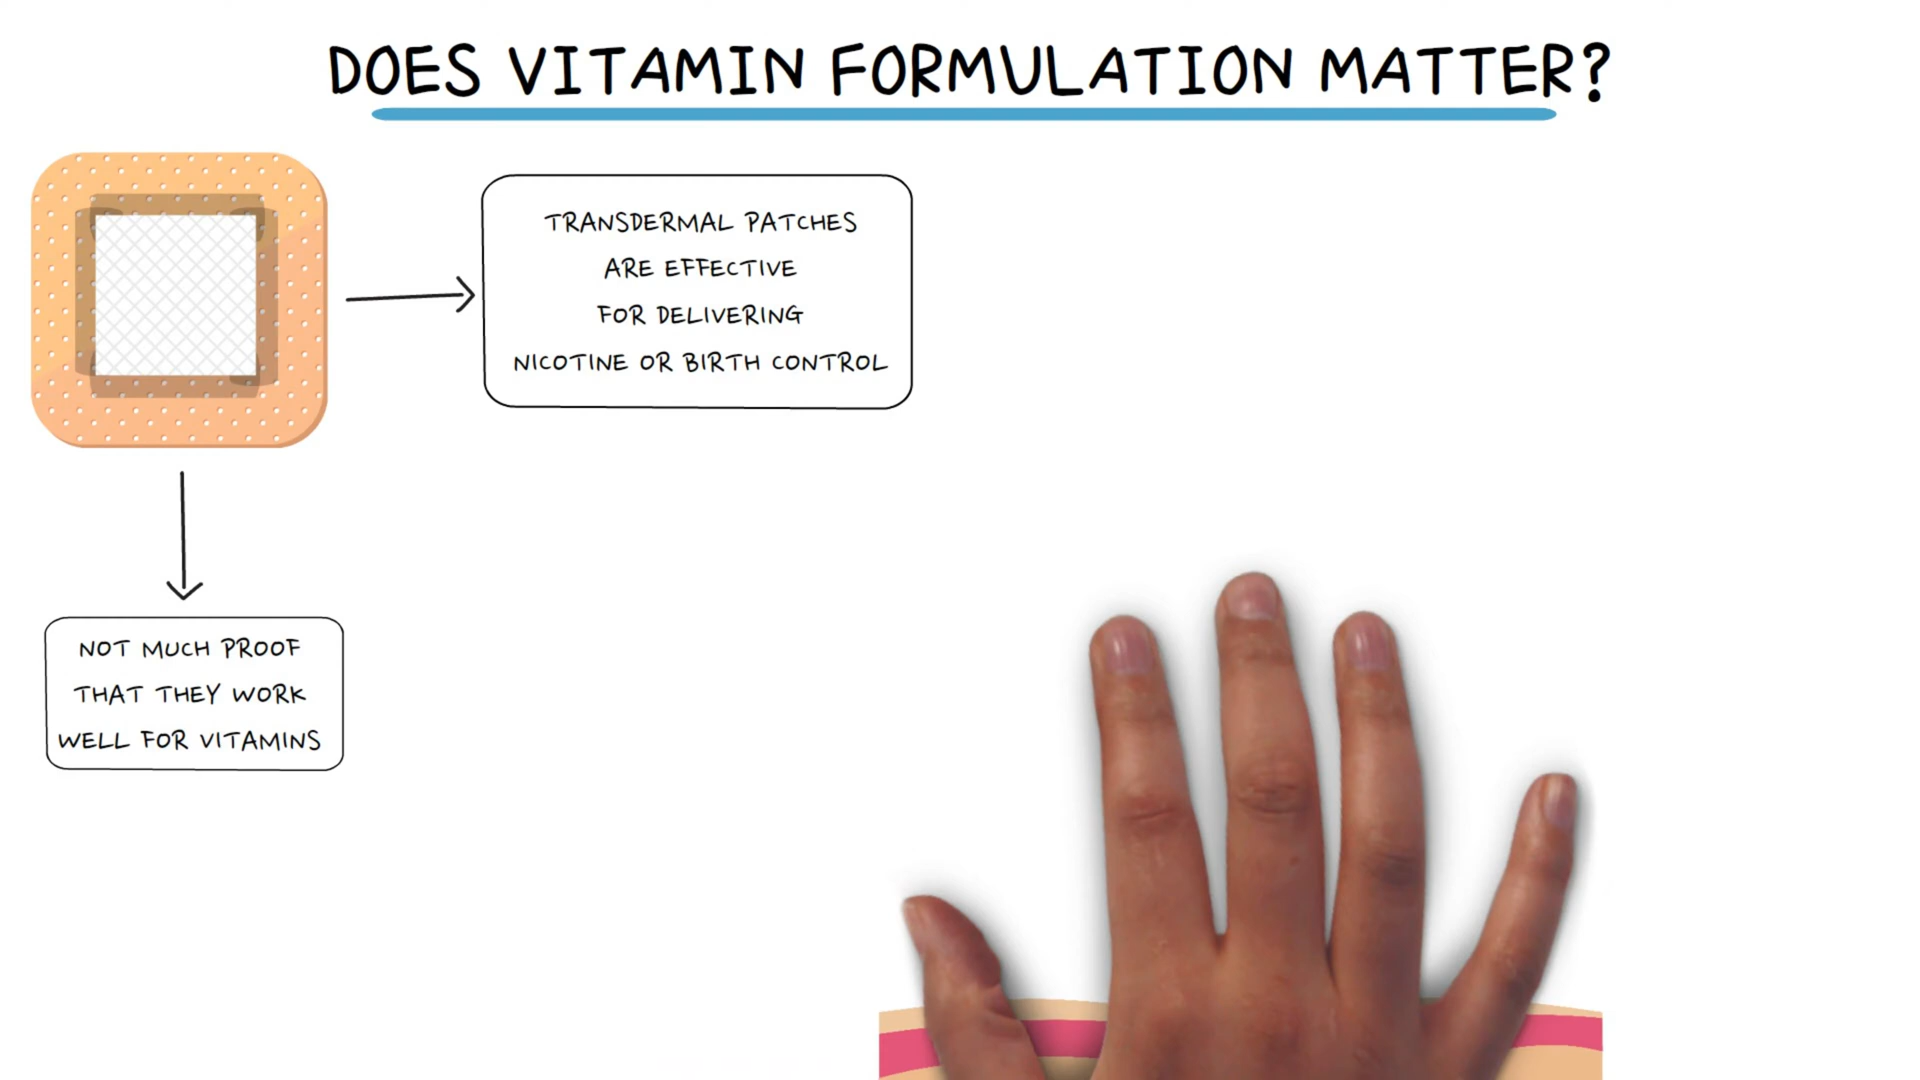 DOES VITAMIN FORMULATION MATTER?
TRANSDERMAL PATCHES
ARE EFFECTIVE
FOR DELIVERING
NICOTINE OR BIRTH CONTROL
NOT MUCH PROOF
THAT THEY WORK
WELL FOR VITAMINS